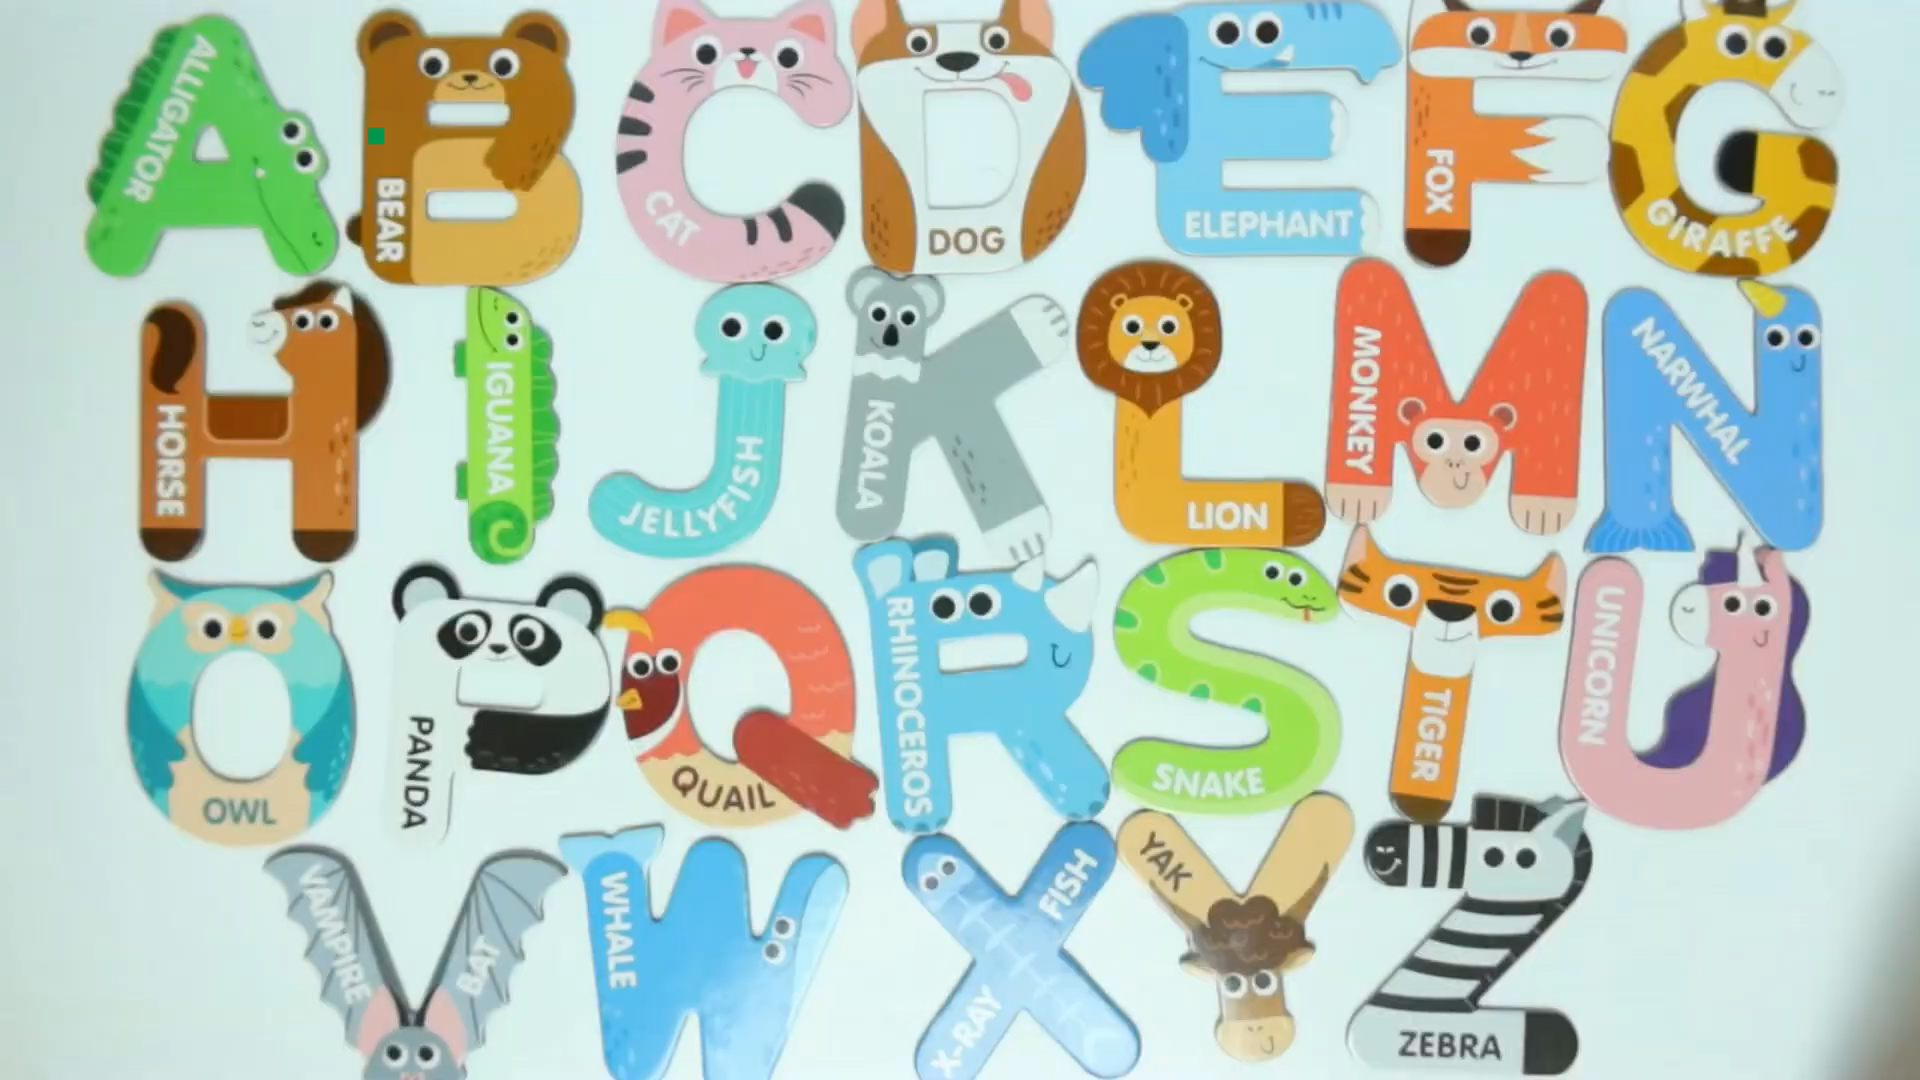 ALLIGATOR
BEAR
CAT
DOG
ELEPHANT
FOX
GIRAFFE
HORSE
IGUANA
JELLYFISH
KOALA
LION
MONKEY
NARWHAL
OWL
PANDA
QUAIL
RHINOCEROS
SNAKE
TIGER
UNICORN
VAMPIRE BAT
WHALE
X-RAY FISH
YAK
ZEBRA